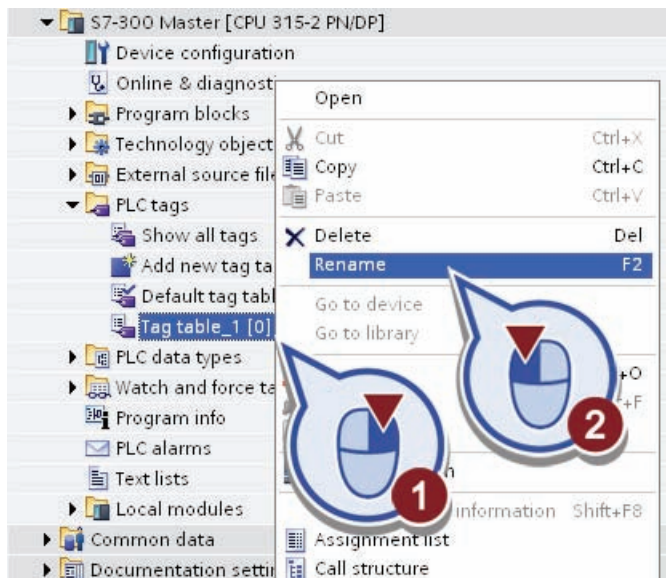 S7-300 Master [CPU 315-2 PN/DP]
Device configuration
Online & diagnosti
Program blocks
Technology object
External source file
PLC tags
Show all tags
Add new tag ta
Default tag tabl
Tag table_1 [0]
PLC data types
Watch and force ta
Program info
PLC alarms
Text lists
Local modules
Common data
Documentation settin
Open
Cut Ctrl+X
Copy Ctrl+C
Paste Ctrl+V
Delete Del
Rename F2
Go to device
Go to library
+O
+F
information Shift+F8
Assignment list
Call structure
1
2